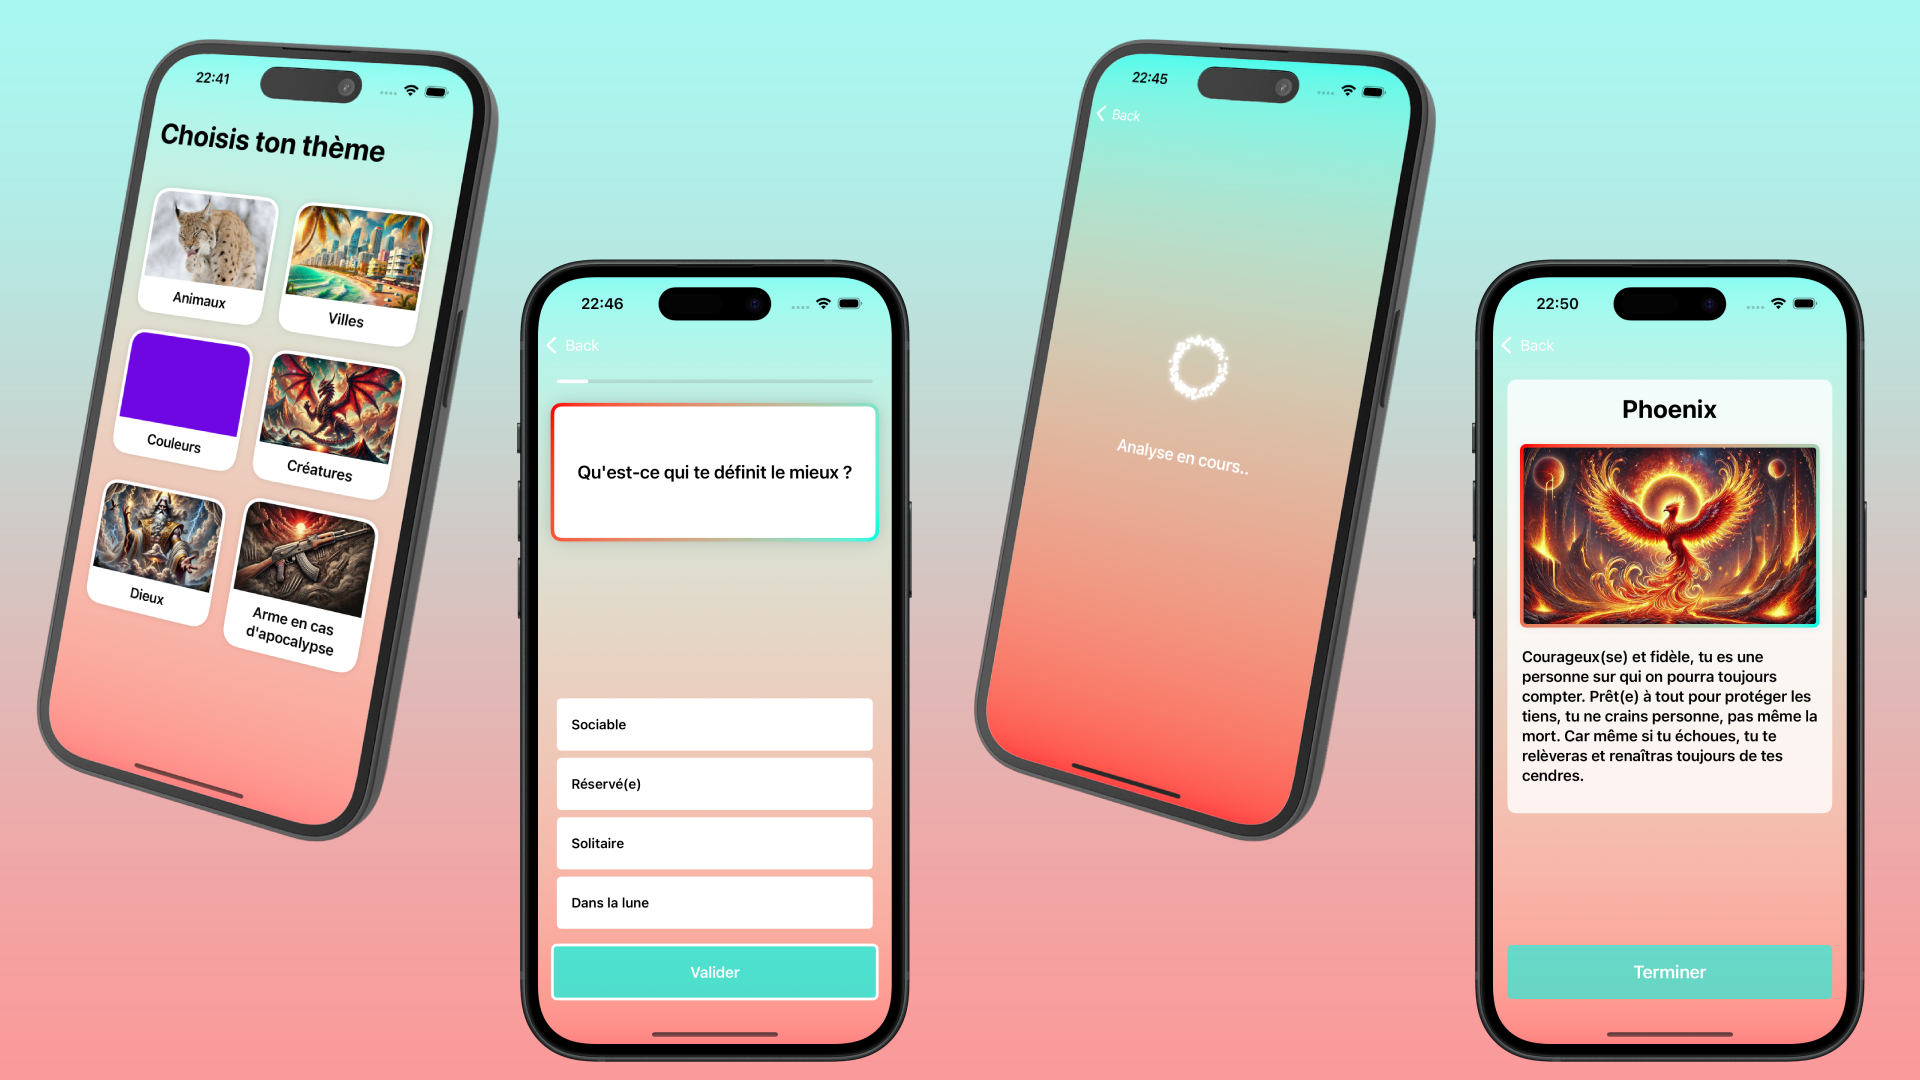 22:41
Choisis ton thème
Animaux
Villes
Couleurs
Créatures
Dieux
Arme en cas
d'apocalypse
22:46
Back
Qu'est-ce qui te définit le mieux ?
Sociable
Réservé(e)
Solitaire
Dans la lune
Valider
22:45
Back
Analyse en cours..
22:50
Back
Phoenix
Courageux(se) et fidèle, tu es une
personne sur qui on pourra toujours
compter. Prêt(e) à tout pour protéger les
tiens, tu ne crains personne, pas même la
mort. Car même si tu échoues, tu te
relèveras et renaîtras toujours de tes
cendres.
Terminer